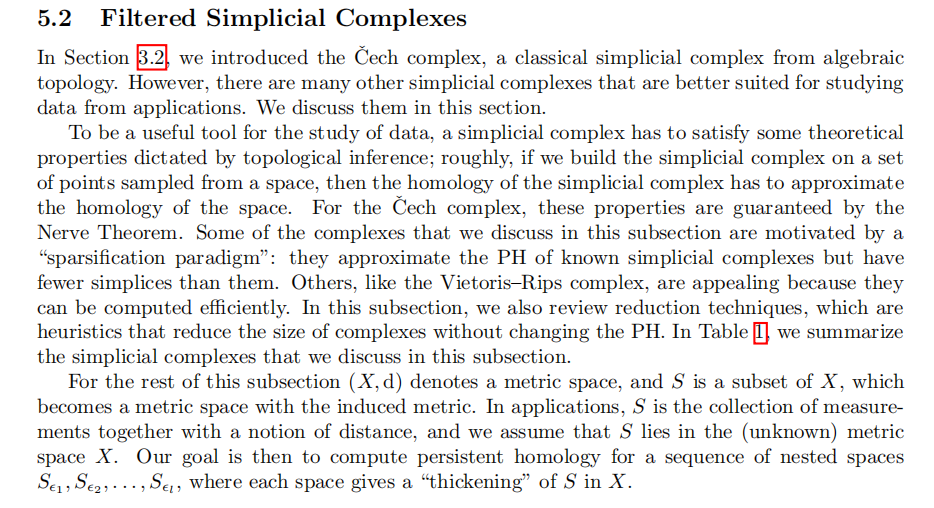 5.2 Filtered Simplicial Complexes
In Section 3.2, we introduced the Čech complex, a classical simplicial complex from algebraic
topology. However, there are many other simplicial complexes that are better suited for studying
data from applications. We discuss them in this section.
To be a useful tool for the study of data, a simplicial complex has to satisfy some theoretical
properties dictated by topological inference; roughly, if we build the simplicial complex on a set
of points sampled from a space, then the homology of the simplicial complex has to approximate
the homology of the space. For the Čech complex, these properties are guaranteed by the
Nerve Theorem. Some of the complexes that we discuss in this subsection are motivated by a
“sparsification paradigm”: they approximate the PH of known simplicial complexes but have
fewer simplices than them. Others, like the Vietoris–Rips complex, are appealing because they
can be computed efficiently. In this subsection, we also review reduction techniques, which are
heuristics that reduce the size of complexes without changing the PH. In Table 1, we summarize
the simplicial complexes that we discuss in this subsection.
For the rest of this subsection (X, d) denotes a metric space, and S is a subset of X, which
becomes a metric space with the induced metric. In applications, S is the collection of measure-
ments together with a notion of distance, and we assume that S lies in the (unknown) metric
space X. Our goal is then to compute persistent homology for a sequence of nested spaces
S_{ϵ_1}, S_{ϵ_2}, . . . , S_{ϵ_l}, where each space gives a “thickening” of S in X.